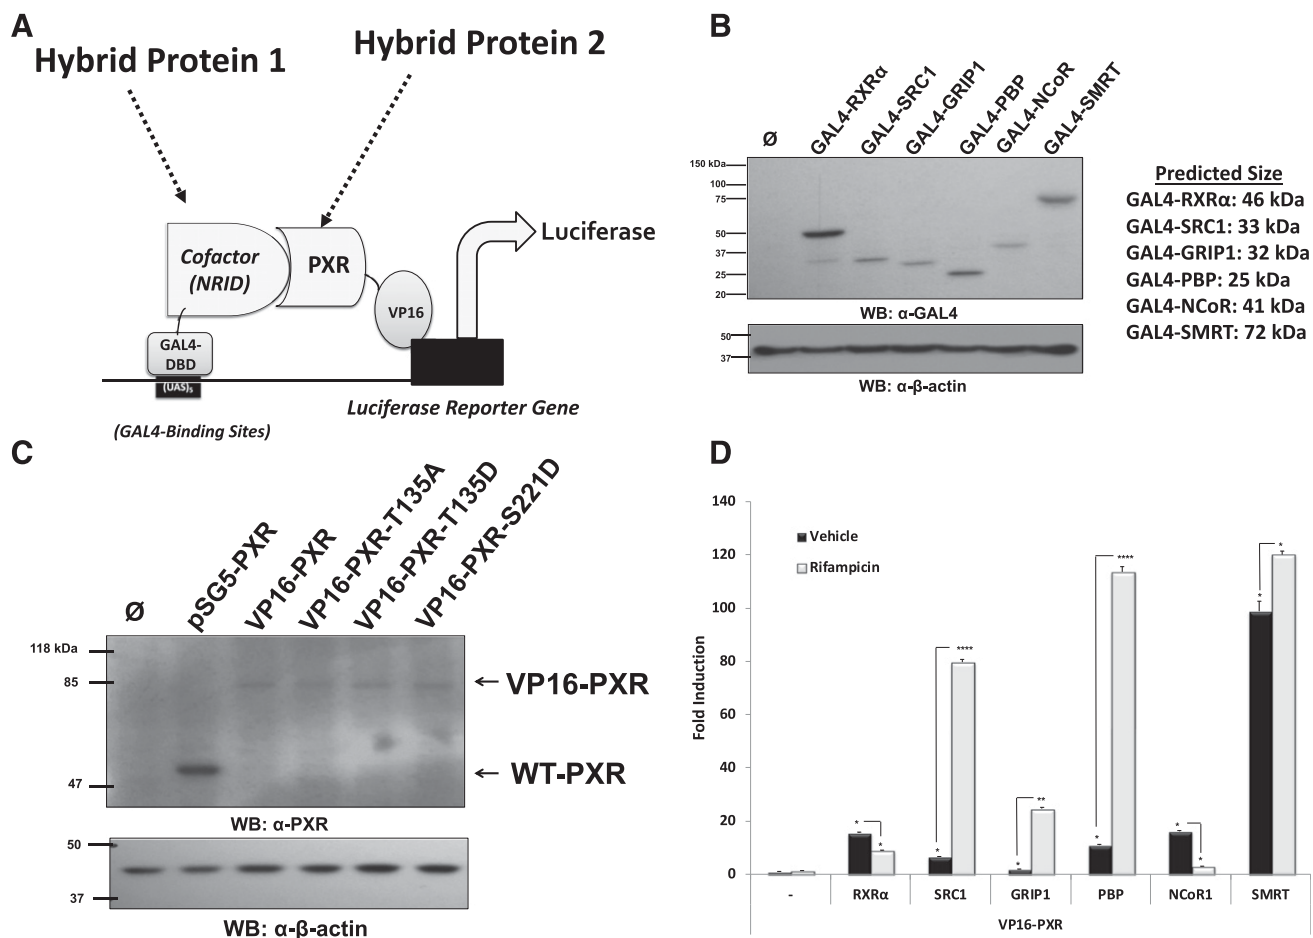 A
Hybrid Protein 1
Hybrid Protein 2
Cofactor
(NRID)
PXR
VP16
GAL4-
DBD
(UAS)5
Luciferase
Luciferase Reporter Gene
(GAL4-Binding Sites)
B
Ø
GAL4-RXRα
GAL4-SRC1
GAL4-GRIP1
GAL4-PBP
GAL4-NCoR
GAL4-SMRT
150 kDa
100
75
50
37
25
20
WB: α-GAL4
50
37
WB: α-β-actin
Predicted Size
GAL4-RXRα: 46 kDa
GAL4-SRC1: 33 kDa
GAL4-GRIP1: 32 kDa
GAL4-PBP: 25 kDa
GAL4-NCoR: 41 kDa
GAL4-SMRT: 72 kDa
C
Ø
pSG5-PXR
VP16-PXR
VP16-PXR-T135A
VP16-PXR-T135D
VP16-PXR-S221D
118 kDa
85
47
VP16-PXR
WT-PXR
WB: α-PXR
50
37
WB: α-β-actin
D
Fold Induction
140
120
100
80
60
40
20
0
Vehicle
Rifampicin
* *
* ****
* **
* ****
* *
* *
- RXRα SRC1 GRIP1 PBP NCoR1 SMRT
VP16-PXR